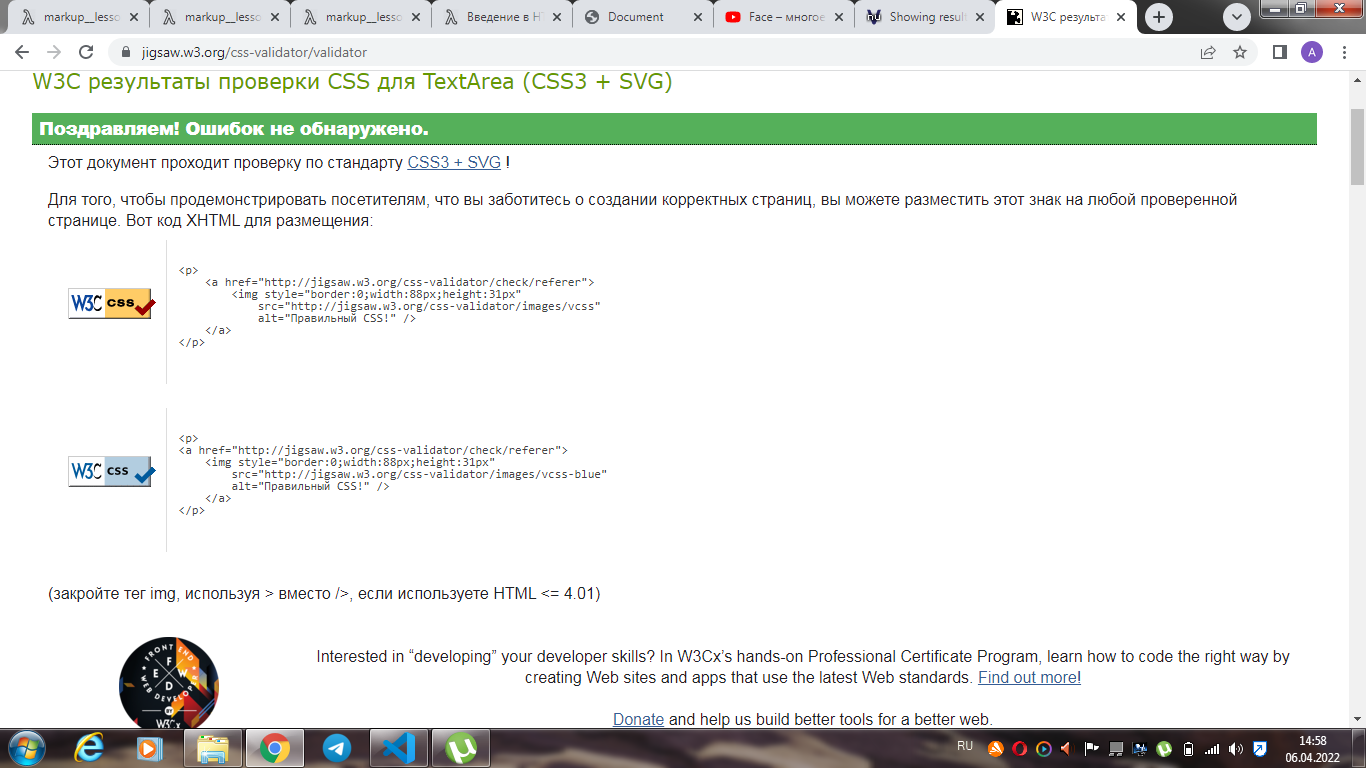 markup__lesso
markup__lesso
markup__lesso
Введение в HT
Document
Face – многое
Showing result
W3C результа
jigsaw.w3.org/css-validator/validator
A
W3C результаты проверки CSS для TextArea (CSS3 + SVG)
Поздравляем! Ошибок не обнаружено.
Этот документ проходит проверку по стандарту CSS3 + SVG !
Для того, чтобы продемонстрировать посетителям, что вы заботитесь о создании корректных страниц, вы можете разместить этот знак на любой проверенной
странице. Вот код XHTML для размещения:
W3C css
<p>
<a href="http://jigsaw.w3.org/css-validator/check/referer">
<img style="border:0;width:88px;height:31px"
src="http://jigsaw.w3.org/css-validator/images/vcss"
alt="Правильный CSS!" />
</a>
</p>
W3C css
<p>
<a href="http://jigsaw.w3.org/css-validator/check/referer">
<img style="border:0;width:88px;height:31px"
src="http://jigsaw.w3.org/css-validator/images/vcss-blue"
alt="Правильный CSS!" />
</a>
</p>
(закройте тег img, используя > вместо />, если используете HTML <= 4.01)
FRONT END
WEB DEVELOP
F E W D
BY
W3Cx
Interested in “developing” your developer skills? In W3Cx’s hands-on Professional Certificate Program, learn how to code the right way by
creating Web sites and apps that use the latest Web standards. Find out more!
Donate and help us build better tools for a better web.
RU
14:58
06.04.2022